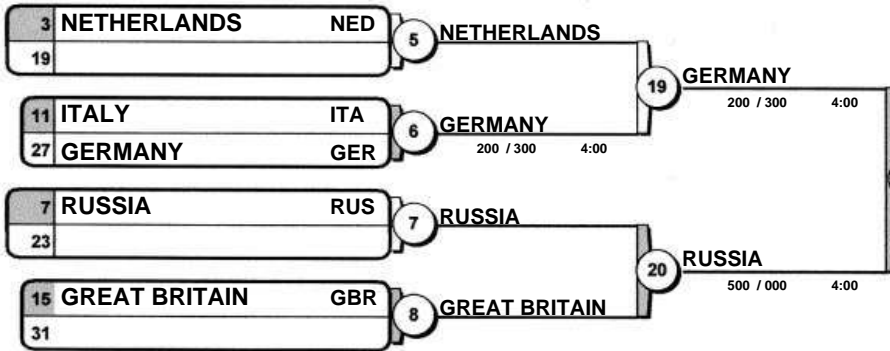 3 NETHERLANDS NED
19
5 NETHERLANDS
11 ITALY ITA
27 GERMANY GER
6 GERMANY
200 / 300 4:00
19 GERMANY
200 / 300 4:00
7 RUSSIA RUS
23
7 RUSSIA
15 GREAT BRITAIN GBR
31
8 GREAT BRITAIN
20 RUSSIA
500 / 000 4:00